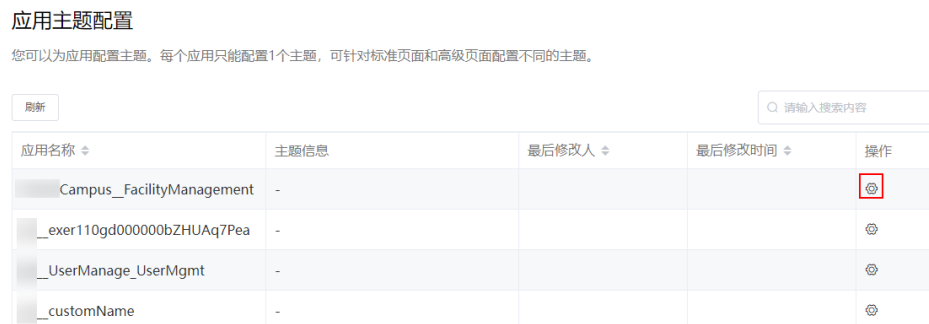 应用主题配置
您可以为应用配置主题。每个应用只能配置1个主题，可针对标准页面和高级页面配置不同的主题。
刷新 请输入搜索内容
应用名称 主题信息 最后修改人 最后修改时间 操作
Campus__FacilityManagement -
__exer110gd000000bZHUAq7Pea -
__UserManage_UserMgmt -
__customName -